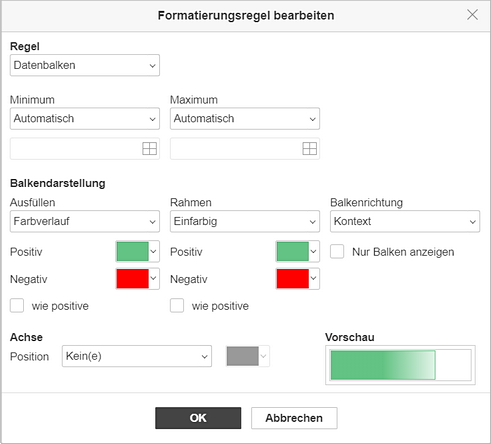 Formatierungsregel bearbeiten
Regel
Datenbalken
Minimum Maximum
Automatisch Automatisch
Balkendarstellung
Ausfüllen Rahmen Balkenrichtung
Farbverlauf Einfarbig Kontext
Positiv Positiv Nur Balken anzeigen
Negativ Negativ
wie positive wie positive
Achse Vorschau
Position Kein(e)
OK Abbrechen